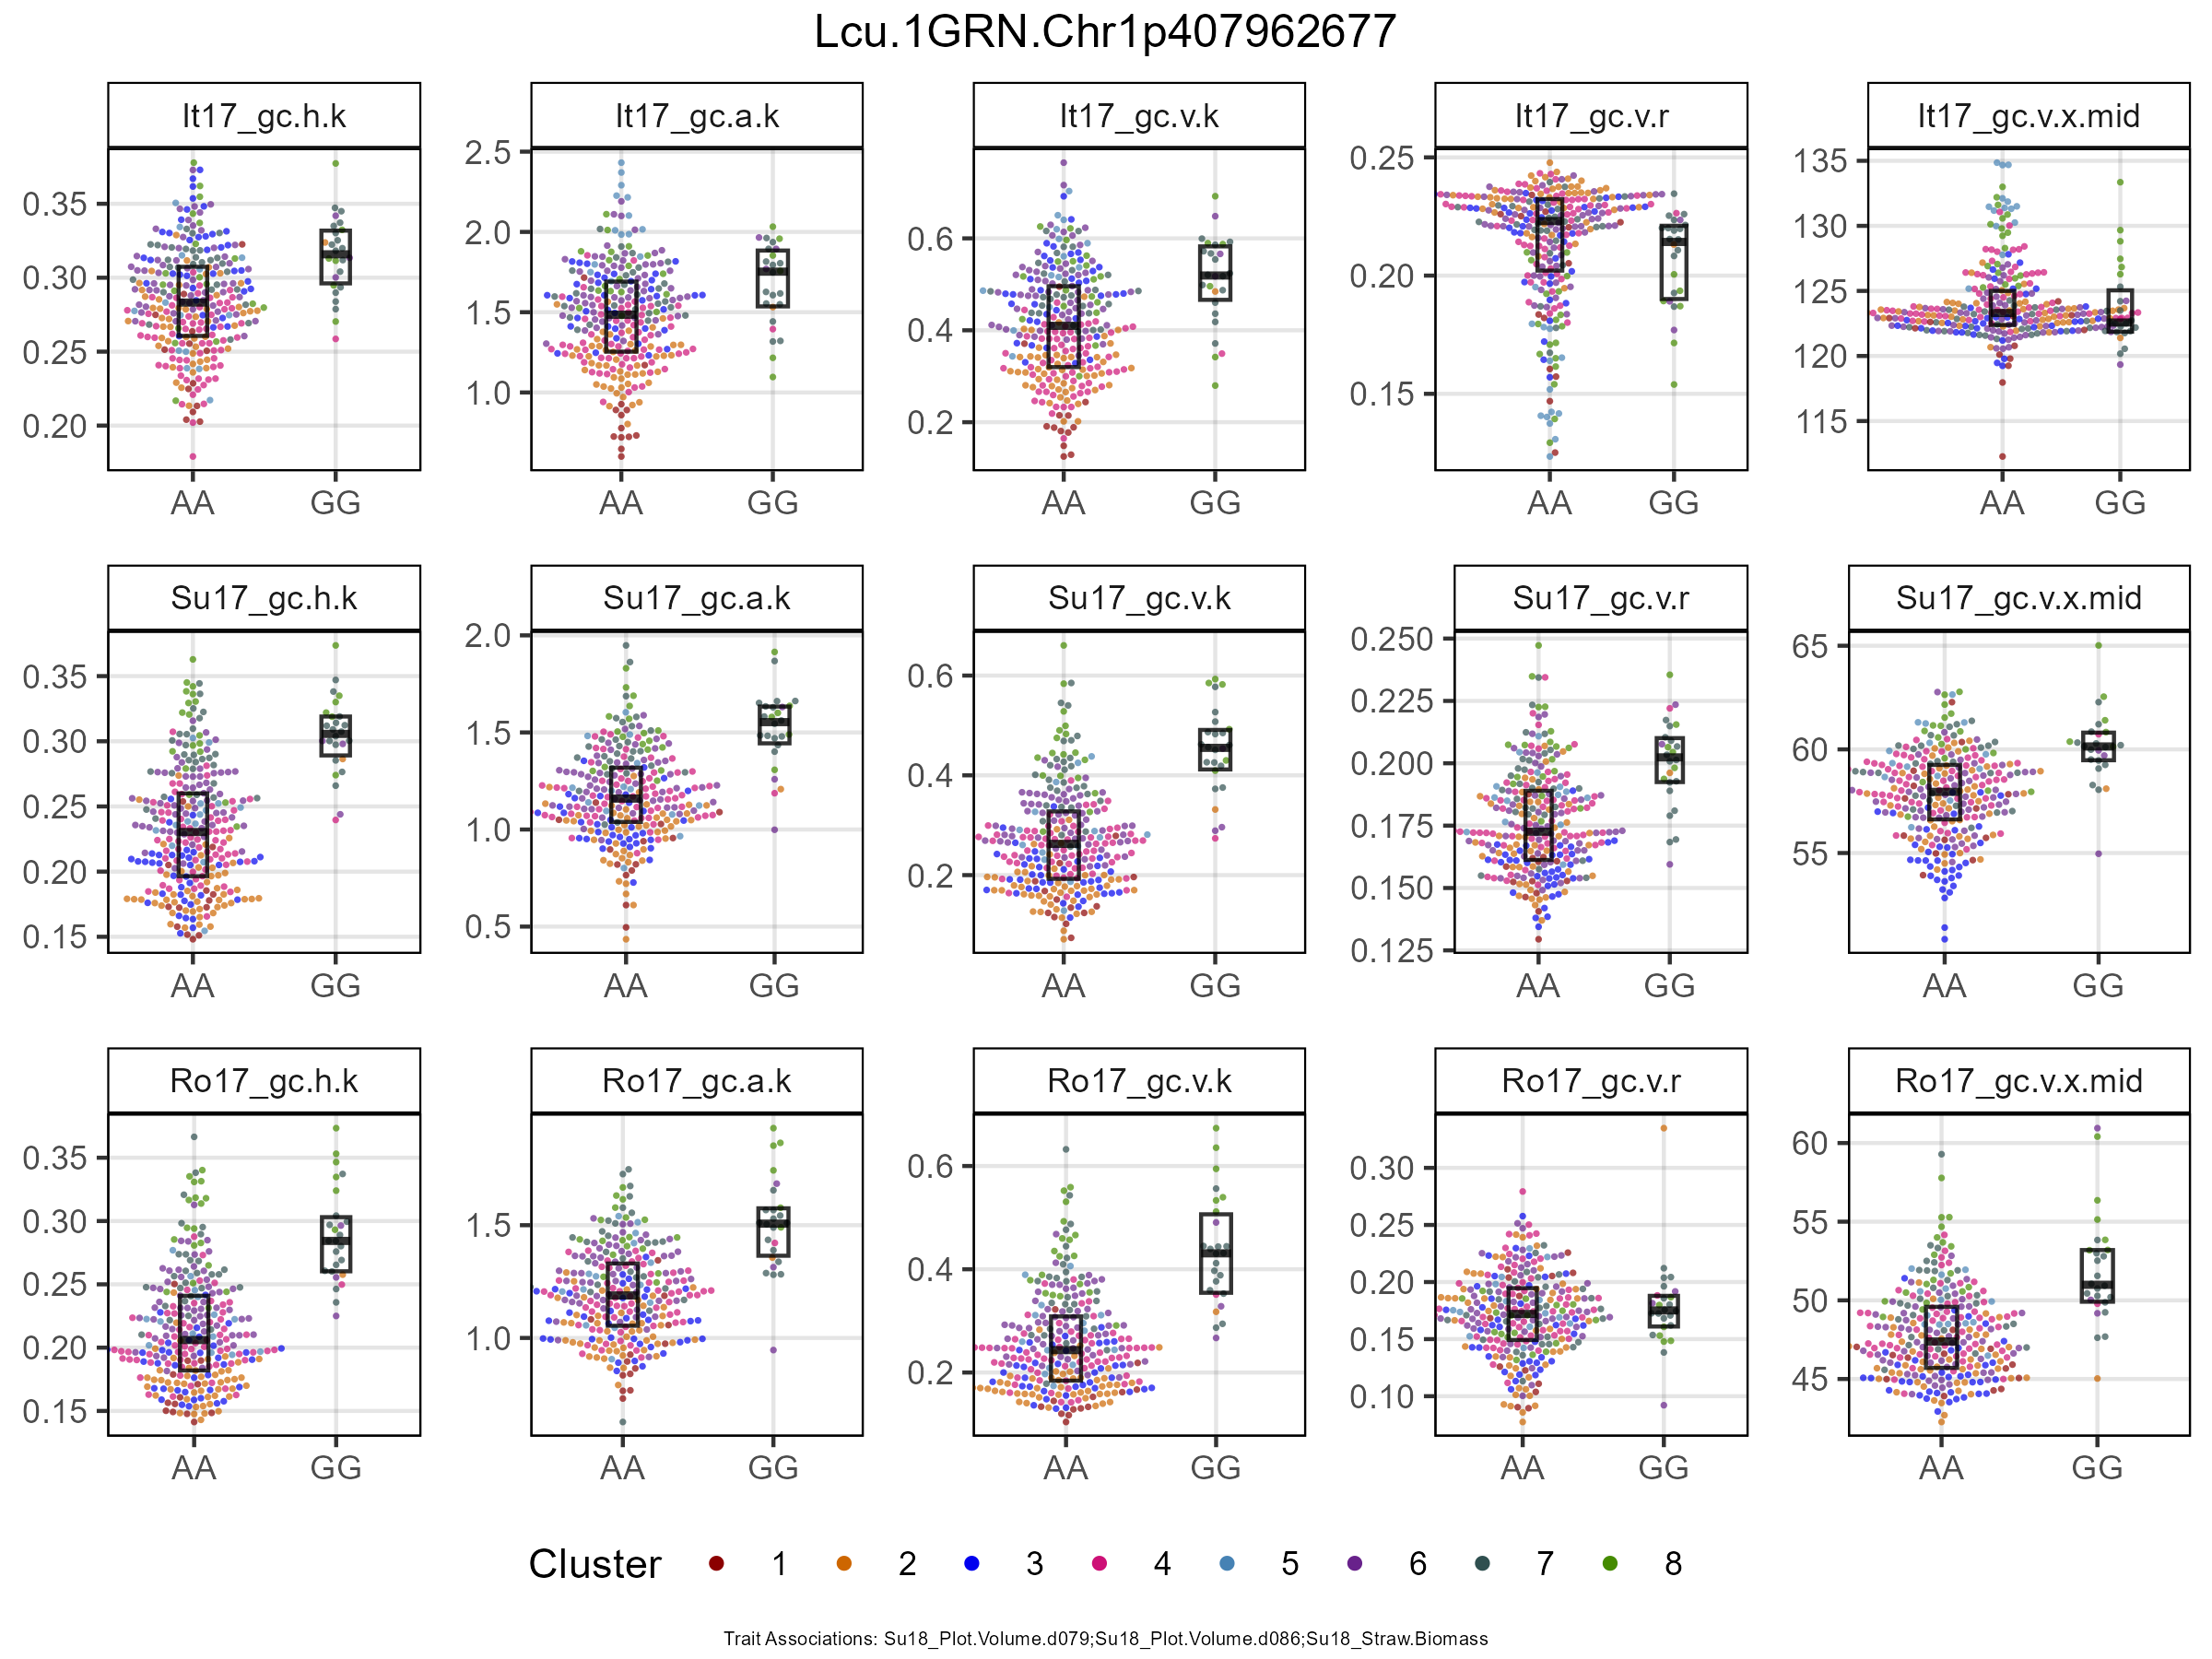 Lcu.1GRN.Chr1p407962677
It17_gc.h.k It17_gc.a.k It17_gc.v.k It17_gc.v.r It17_gc.v.x.mid
0.35 0.30 0.25 0.20
2.5 2.0 1.5 1.0
0.6 0.4 0.2
0.25 0.20 0.15
135 130 125 120 115
AA GG AA GG AA GG AA GG AA GG
Su17_gc.h.k Su17_gc.a.k Su17_gc.v.k Su17_gc.v.r Su17_gc.v.x.mid
0.35 0.30 0.25 0.20 0.15
2.0 1.5 1.0 0.5
0.6 0.4 0.2
0.250 0.225 0.200 0.175 0.150 0.125
65 60 55
AA GG AA GG AA GG AA GG AA GG
Ro17_gc.h.k Ro17_gc.a.k Ro17_gc.v.k Ro17_gc.v.r Ro17_gc.v.x.mid
0.35 0.30 0.25 0.20 0.15
1.5 1.0
0.6 0.4 0.2
0.30 0.25 0.20 0.15 0.10
60 55 50 45
AA GG AA GG AA GG AA GG AA GG
Cluster 1 2 3 4 5 6 7 8
Trait Associations: Su18_Plot.Volume.d079;Su18_Plot.Volume.d086;Su18_Straw.Biomass